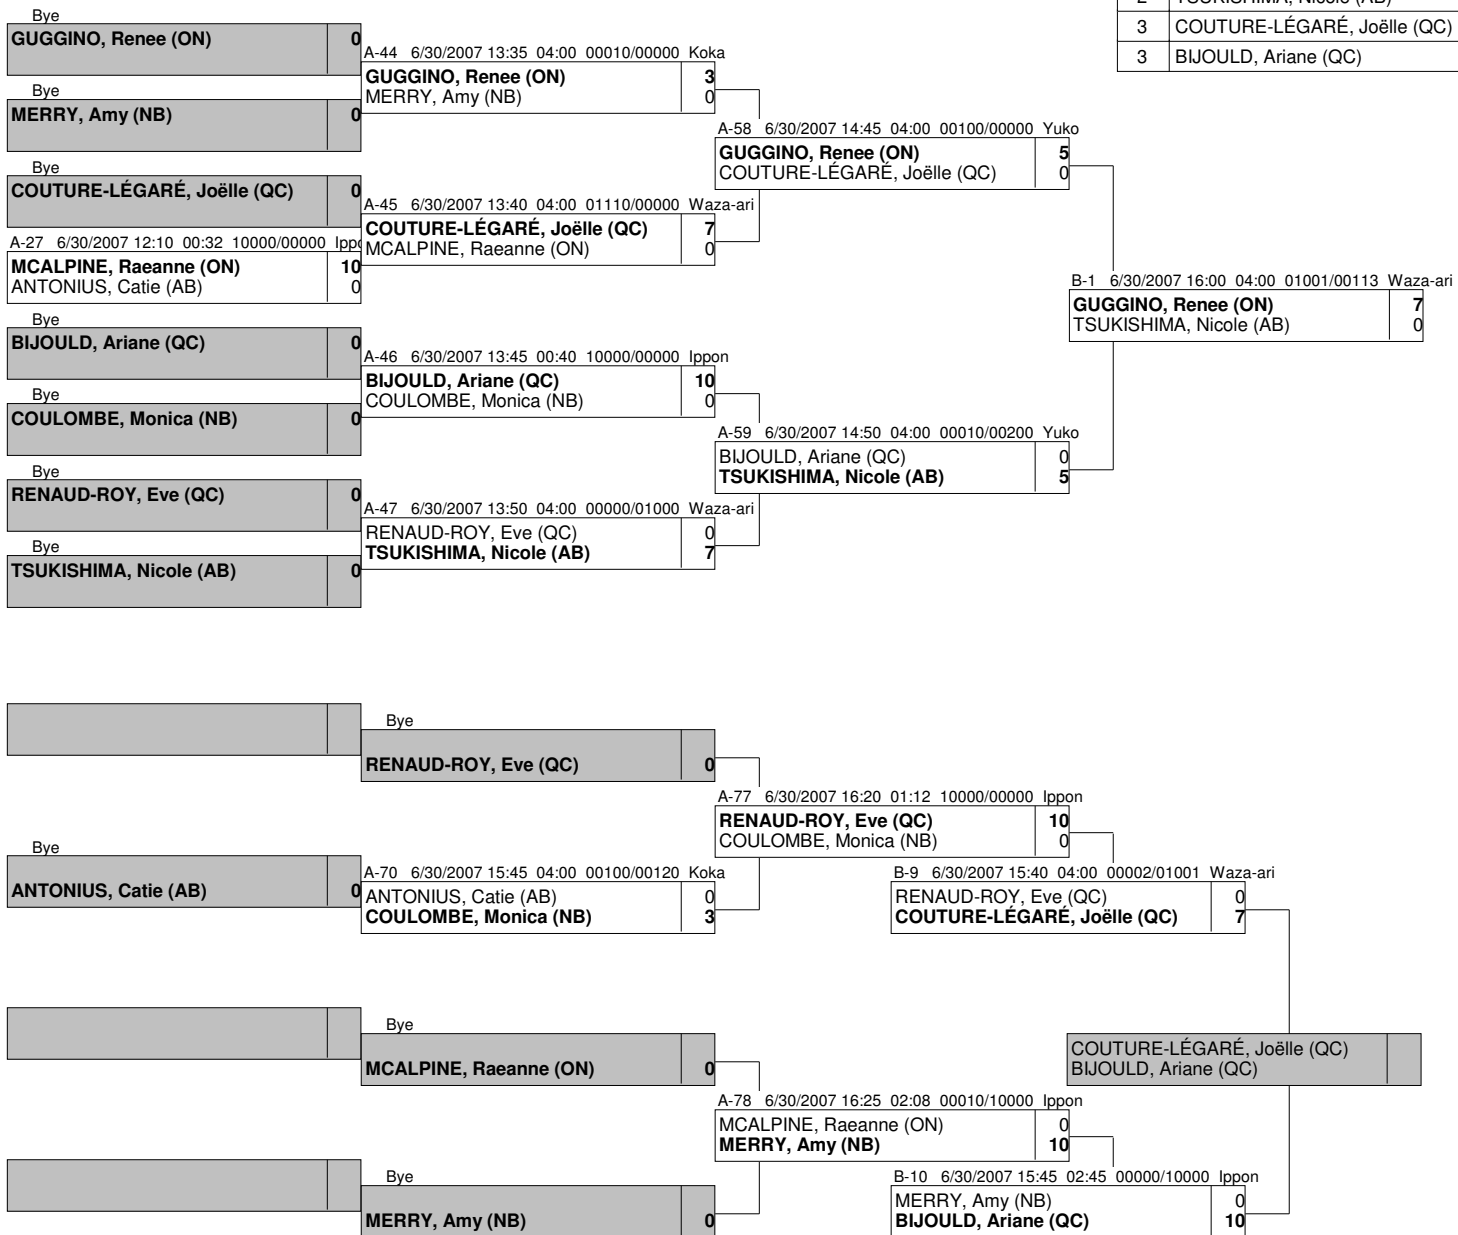 2 TSUKISHIMA, Nicole (AB)
3 COUTURE-LÉGARÉ, Joëlle (QC)
3 BIJOULD, Ariane (QC)
Bye
GUGGINO, Renee (ON) 0
Bye
MERRY, Amy (NB) 0
Bye
COUTURE-LÉGARÉ, Joëlle (QC) 0
A-27 6/30/2007 12:10 00:32 10000/00000 Ippo
MCALPINE, Raeanne (ON) 10
ANTONIUS, Catie (AB) 0
Bye
BIJOULD, Ariane (QC) 0
Bye
COULOMBE, Monica (NB) 0
Bye
RENAUD-ROY, Eve (QC) 0
Bye
TSUKISHIMA, Nicole (AB) 0
A-44 6/30/2007 13:35 04:00 00010/00000 Koka
GUGGINO, Renee (ON) 3
MERRY, Amy (NB) 0
A-45 6/30/2007 13:40 04:00 01110/00000 Waza-ari
COUTURE-LÉGARÉ, Joëlle (QC) 7
MCALPINE, Raeanne (ON) 0
A-46 6/30/2007 13:45 00:40 10000/00000 Ippon
BIJOULD, Ariane (QC) 10
COULOMBE, Monica (NB) 0
A-47 6/30/2007 13:50 04:00 00000/01000 Waza-ari
RENAUD-ROY, Eve (QC) 0
TSUKISHIMA, Nicole (AB) 7
A-58 6/30/2007 14:45 04:00 00100/00000 Yuko
GUGGINO, Renee (ON) 5
COUTURE-LÉGARÉ, Joëlle (QC) 0
A-59 6/30/2007 14:50 04:00 00010/00200 Yuko
BIJOULD, Ariane (QC) 0
TSUKISHIMA, Nicole (AB) 5
B-1 6/30/2007 16:00 04:00 01001/00113 Waza-ari
GUGGINO, Renee (ON) 7
TSUKISHIMA, Nicole (AB) 0
Bye
RENAUD-ROY, Eve (QC) 0
Bye
ANTONIUS, Catie (AB) 0
A-70 6/30/2007 15:45 04:00 00100/00120 Koka
ANTONIUS, Catie (AB) 0
COULOMBE, Monica (NB) 3
A-77 6/30/2007 16:20 01:12 10000/00000 Ippon
RENAUD-ROY, Eve (QC) 10
COULOMBE, Monica (NB) 0
B-9 6/30/2007 15:40 04:00 00002/01001 Waza-ari
RENAUD-ROY, Eve (QC) 0
COUTURE-LÉGARÉ, Joëlle (QC) 7
Bye
MCALPINE, Raeanne (ON) 0
Bye
MERRY, Amy (NB) 0
A-78 6/30/2007 16:25 02:08 00010/10000 Ippon
MCALPINE, Raeanne (ON) 0
MERRY, Amy (NB) 10
B-10 6/30/2007 15:45 02:45 00000/10000 Ippon
MERRY, Amy (NB) 0
BIJOULD, Ariane (QC) 10
COUTURE-LÉGARÉ, Joëlle (QC)
BIJOULD, Ariane (QC)